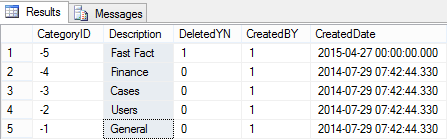 Results Messages
CategoryID Description DeletedYN CreatedBY CreatedDate
1 -5 Fast Fact 1 1 2015-04-27 00:00:00.000
2 -4 Finance 0 1 2014-07-29 07:42:44.330
3 -3 Cases 0 1 2014-07-29 07:42:44.330
4 -2 Users 0 1 2014-07-29 07:42:44.330
5 -1 General 0 1 2014-07-29 07:42:44.330